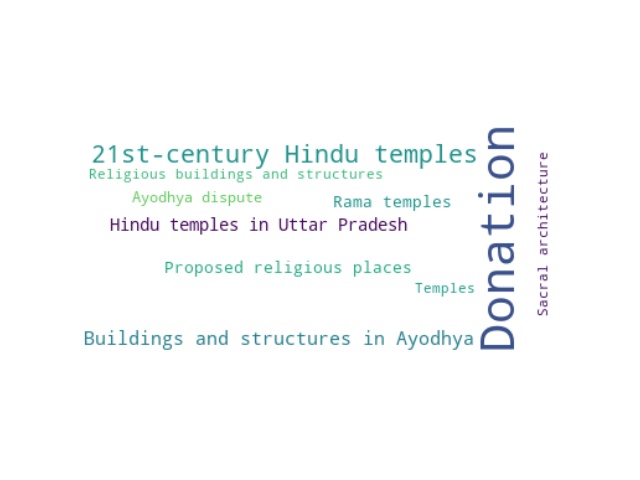 21st-century Hindu temples
Religious buildings and structures
Ayodhya dispute
Rama temples
Hindu temples in Uttar Pradesh
Proposed religious places
Temples
Buildings and structures in Ayodhya
Donation
Sacral architecture